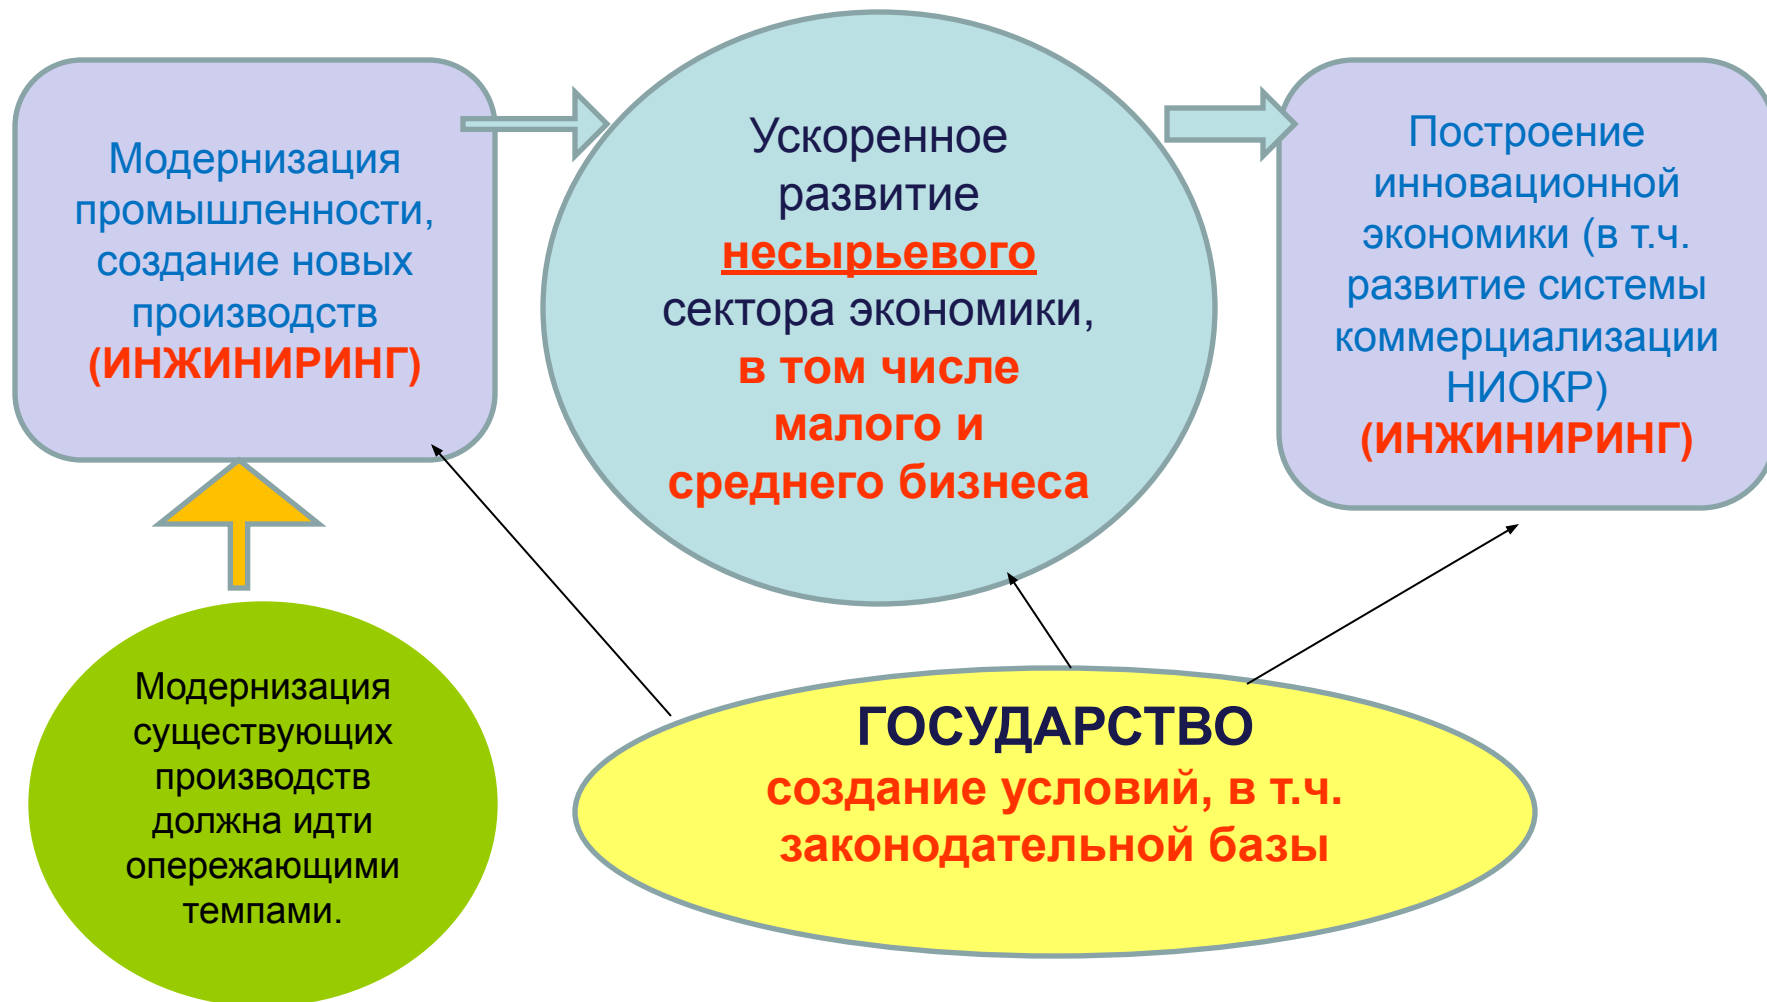 Модернизация
промышленности,
создание новых
производств
(ИНЖИНИРИНГ)
Ускоренное
развитие
несырьевого
сектора экономики,
в том числе
малого и
среднего бизнеса
Построение
инновационной
экономики (в т.ч.
развитие системы
коммерциализации
НИОКР)
(ИНЖИНИРИНГ)
Модернизация
существующих
производств
должна идти
опережающими
темпами.
ГОСУДАРСТВО
создание условий, в т.ч.
законодательной базы